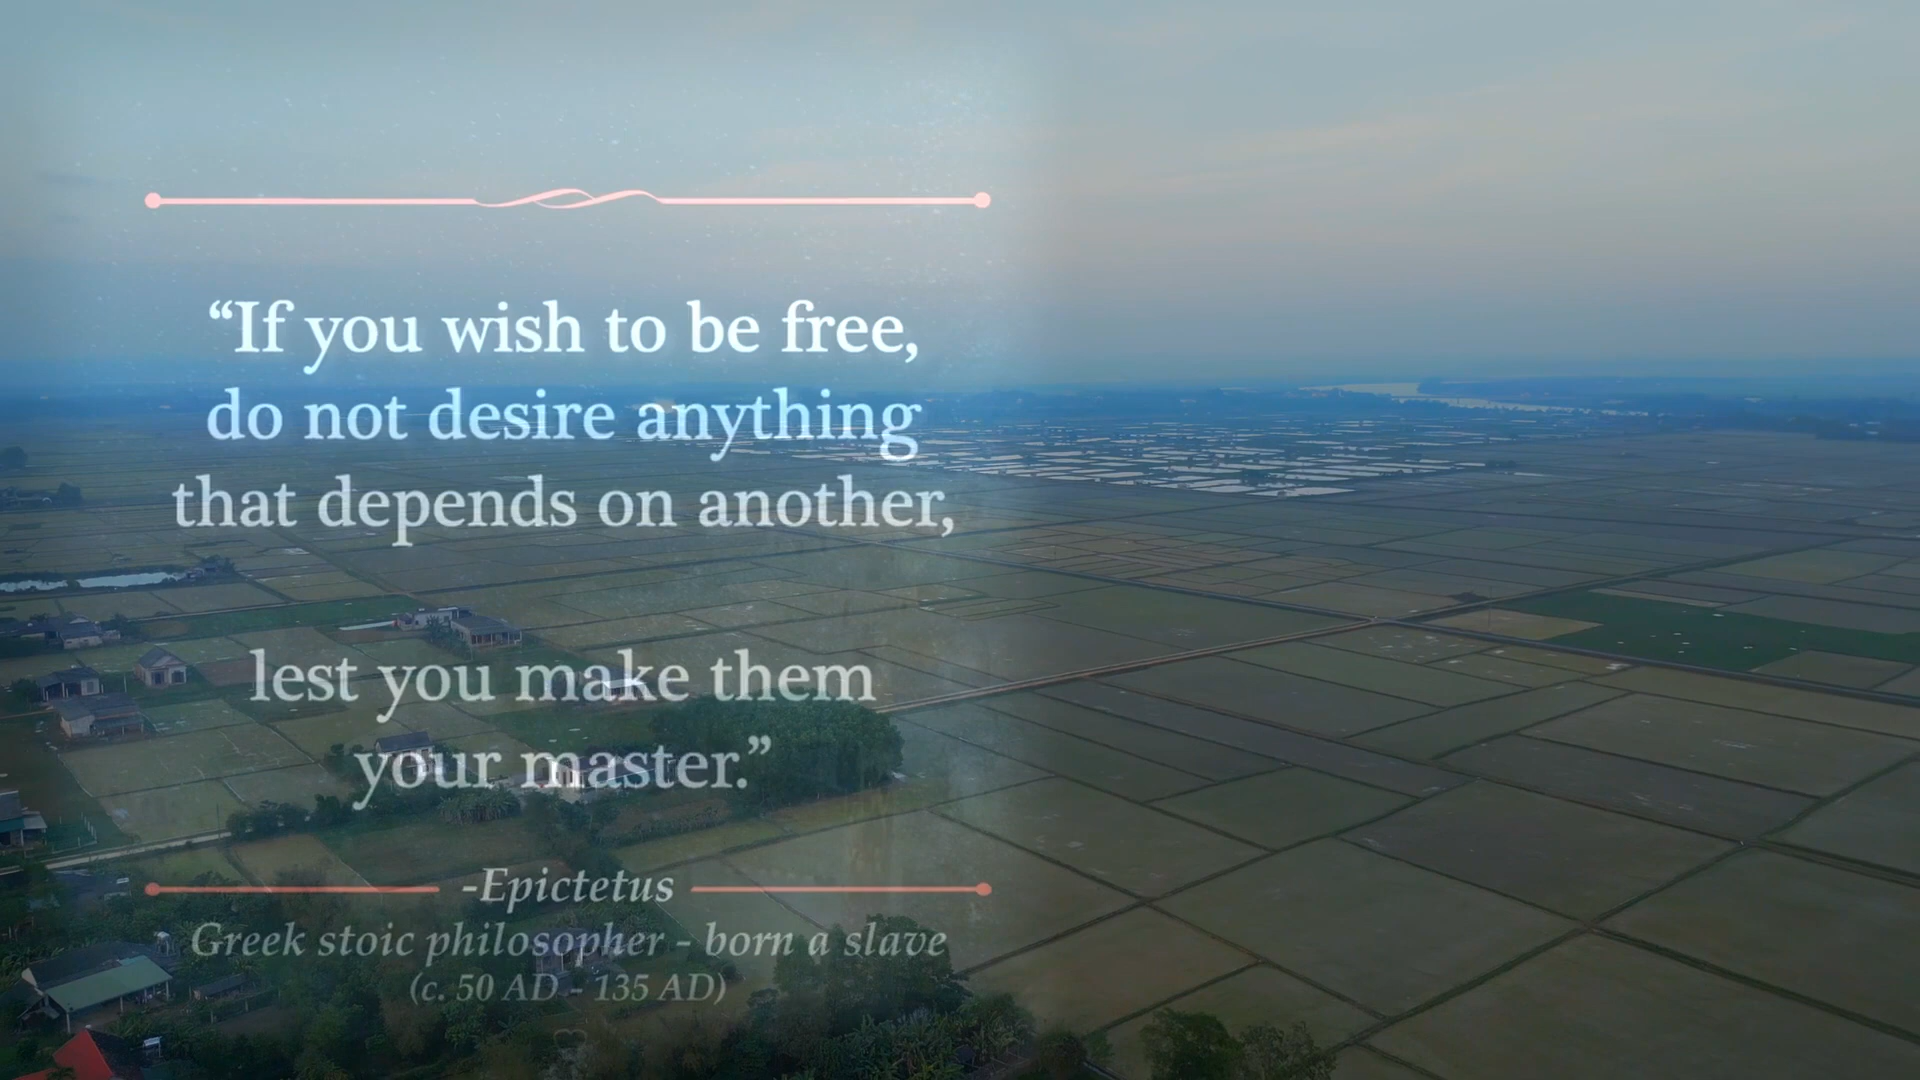 “If you wish to be free,
do not desire anything
that depends on another,
lest you make them
your master.”
-Epictetus
Greek stoic philosopher - born a slave
(c. 50 AD - 135 AD)